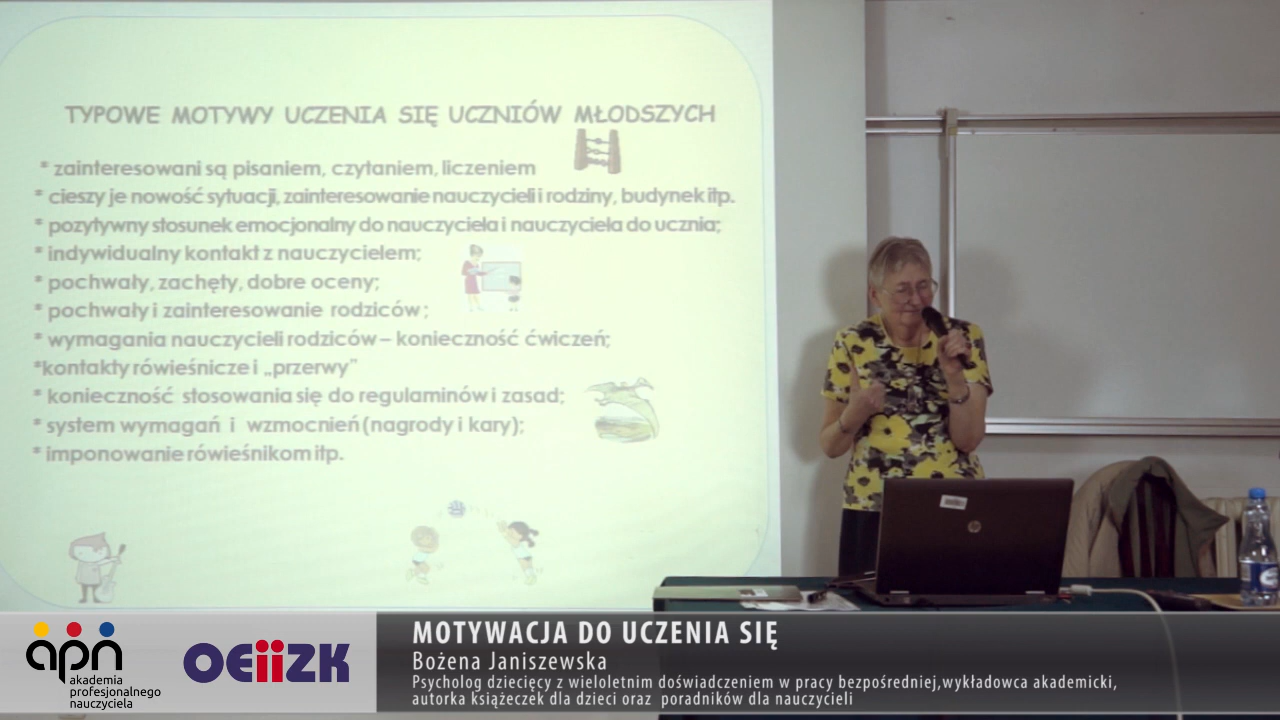 TYPOWE MOTYWY UCZENIA SIĘ UCZNIÓW MŁODSZYCH
* zainteresowani są pisaniem, czytaniem, liczeniem
* cieszy je nowość sytuacji, zainteresowanie nauczycieli i rodziny, budynek itp.
* pozytywny stosunek emocjonalny do nauczyciela i nauczyciela do ucznia;
* indywidualny kontakt z nauczycielem;
* pochwały, zachęty, dobre oceny;
* pochwały i zainteresowanie rodziców ;
* wymagania nauczycieli rodziców – konieczność ćwiczeń;
*kontakty rówieśnicze i „przerwy”
* konieczność stosowania się do regulaminów i zasad;
* system wymagań i wzmocnień (nagrody i kary);
* imponowanie rówieśnikom itp.
hp
apn
akademia
profesjonalnego
nauczyciela
OEiiZK
MOTYWACJA DO UCZENIA SIĘ
Bożena Janiszewska
Psycholog dziecięcy z wieloletnim doświadczeniem w pracy bezpośredniej,wykładowca akademicki,
autorka książeczek dla dzieci oraz poradników dla nauczycieli